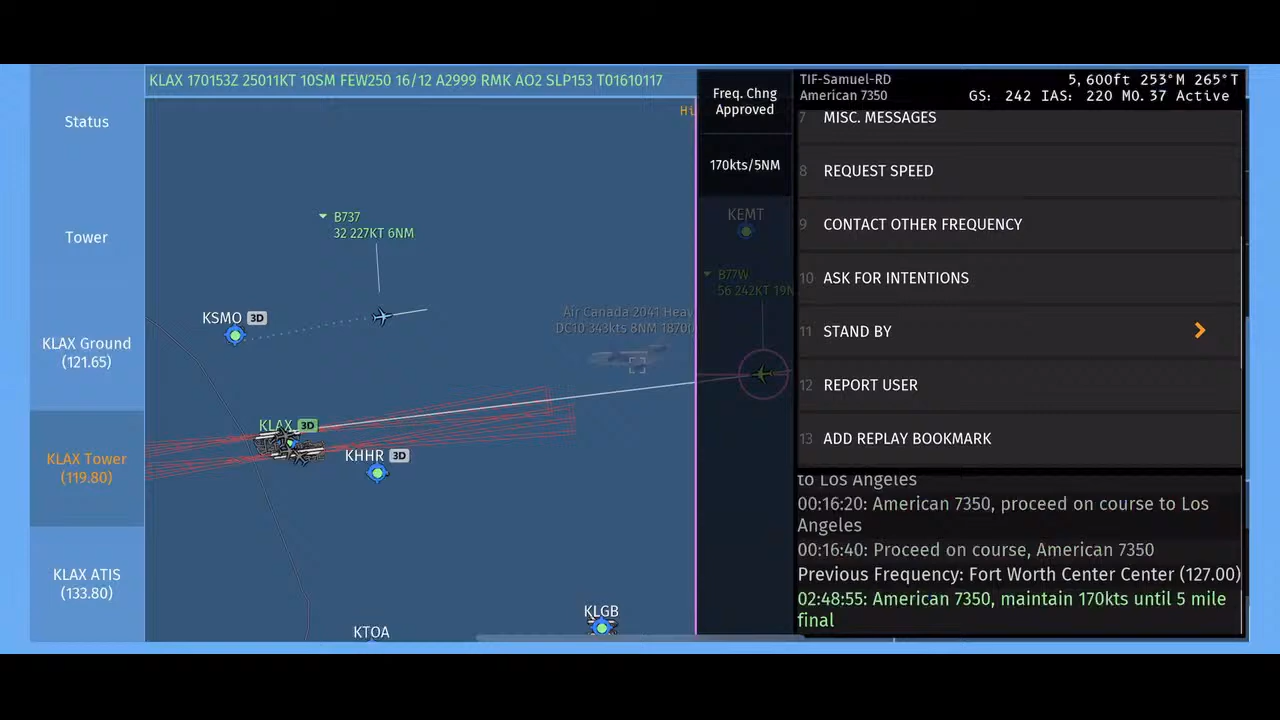 KLAX 170153Z 25011KT 10SM FEW250 16/12 A2999 RMK AO2 SLP153 T01610117
Status
Tower
KLAX Ground
(121.65)
KLAX Tower
(119.80)
KLAX ATIS
(133.80)
Hi
B737
32 227KT 6NM
KSMO 3D
Air Canada 2041 Heav
DC10 343kts 8NM 1870
KLAX 3D
KHHR 3D
KLGB
KTOA
Freq. Chng
Approved
170kts/5NM
KEMT
B77W
56 242KT 19N
TIF-Samuel-RD
American 7350
5,600ft 253°M 265°T
GS: 242 IAS: 220 M0.37 Active
7 MISC. MESSAGES
8 REQUEST SPEED
9 CONTACT OTHER FREQUENCY
10 ASK FOR INTENTIONS
11 STAND BY
12 REPORT USER
13 ADD REPLAY BOOKMARK
to Los Angeles
00:16:20: American 7350, proceed on course to Los
Angeles
00:16:40: Proceed on course, American 7350
Previous Frequency: Fort Worth Center Center (127.00)
02:48:55: American 7350, maintain 170kts until 5 mile
final